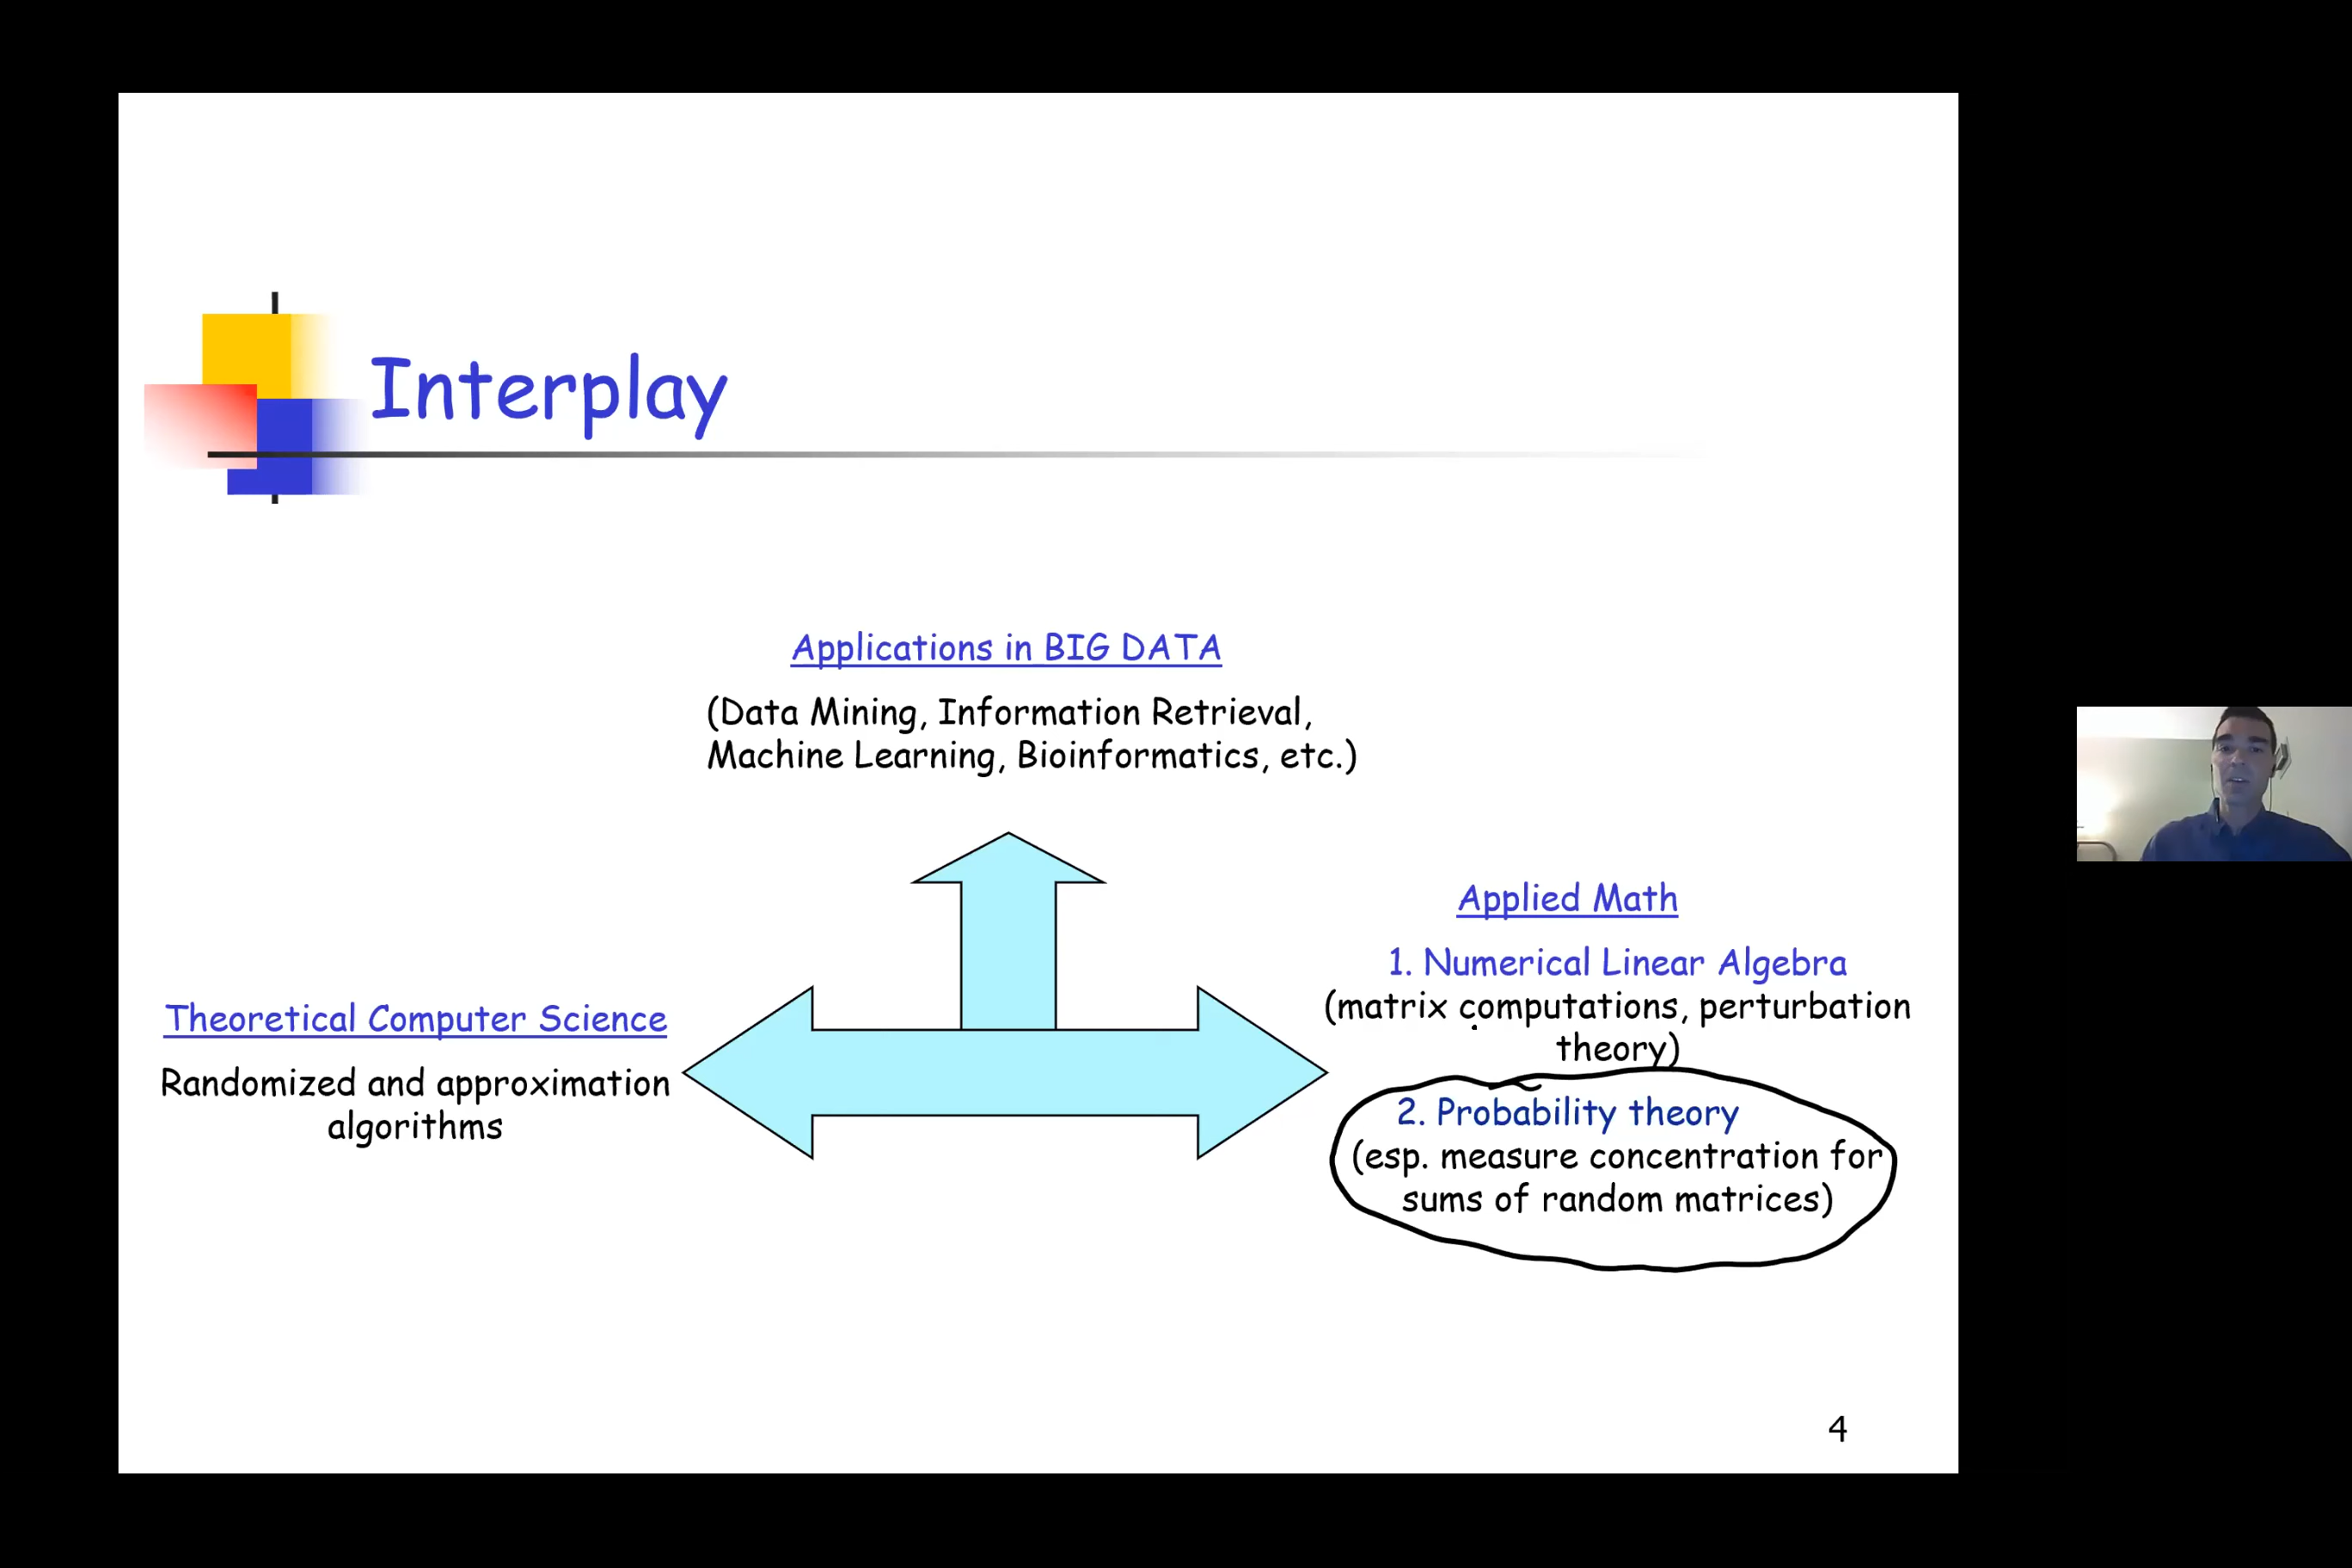 Interplay
Applications in BIG DATA
(Data Mining, Information Retrieval,
Machine Learning, Bioinformatics, etc.)
Applied Math
1. Numerical Linear Algebra
(matrix computations, perturbation
theory)
2. Probability theory
(esp. measure concentration for
sums of random matrices)
Theoretical Computer Science
Randomized and approximation
algorithms
4